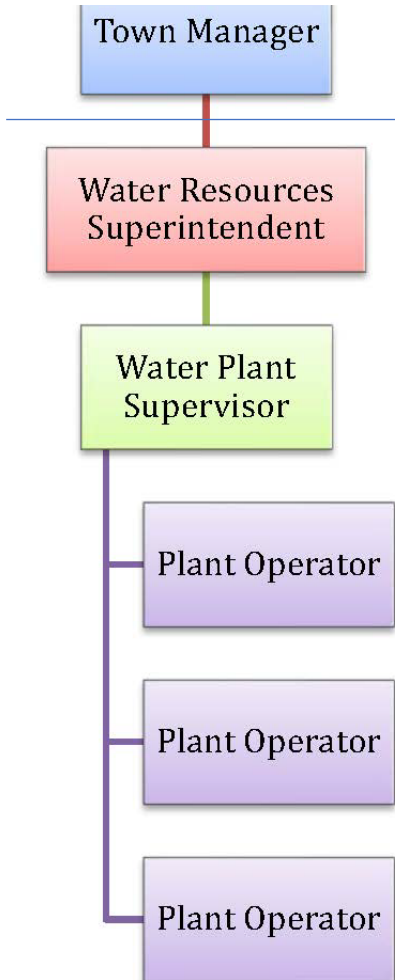 Town Manager
Water Resources
Superintendent
Water Plant
Supervisor
Plant Operator
Plant Operator
Plant Operator